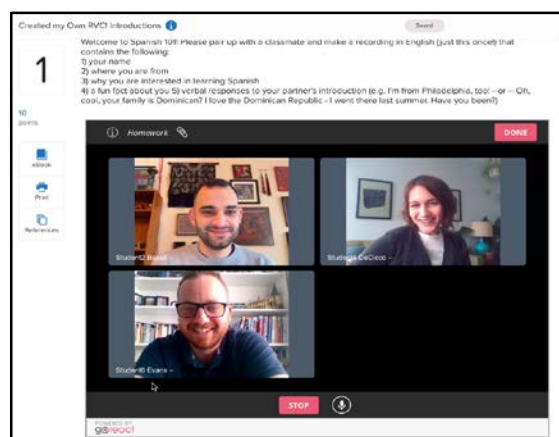 Created my Own RVC! Introductions
Saved
1
10
points
eBook
Print
References
Welcome to Spanish 101! Please pair up with a classmate and make a recording in English (just this once!) that
contains the following:
1) your name
2) where you are from
3) why you are interested in learning Spanish
4) a fun fact about you 5) verbal responses to your partner's introduction (e.g. I'm from Philadelphia, too! --or -- Oh,
cool, your family is Dominican? I love the Dominican Republic - I went there last summer. Have you been?)
Homework
DONE
Student2
Student4 DeCicco
Student6 Evans
STOP
POWERED BY
goreact